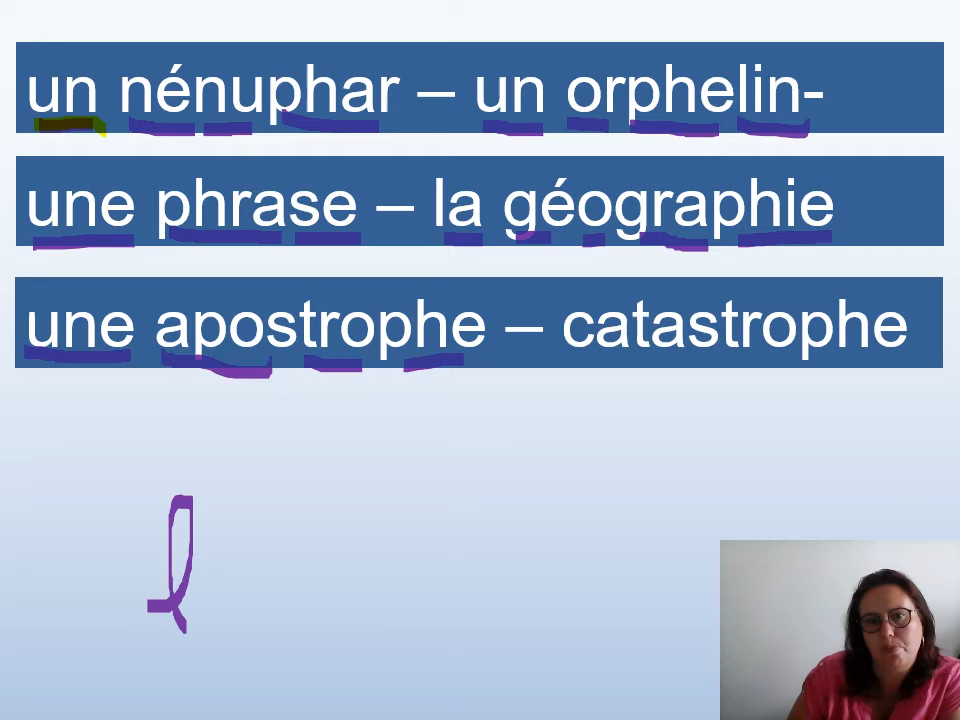 un nénuphar – un orphelin-
une phrase – la géographie
une apostrophe – catastrophe
l